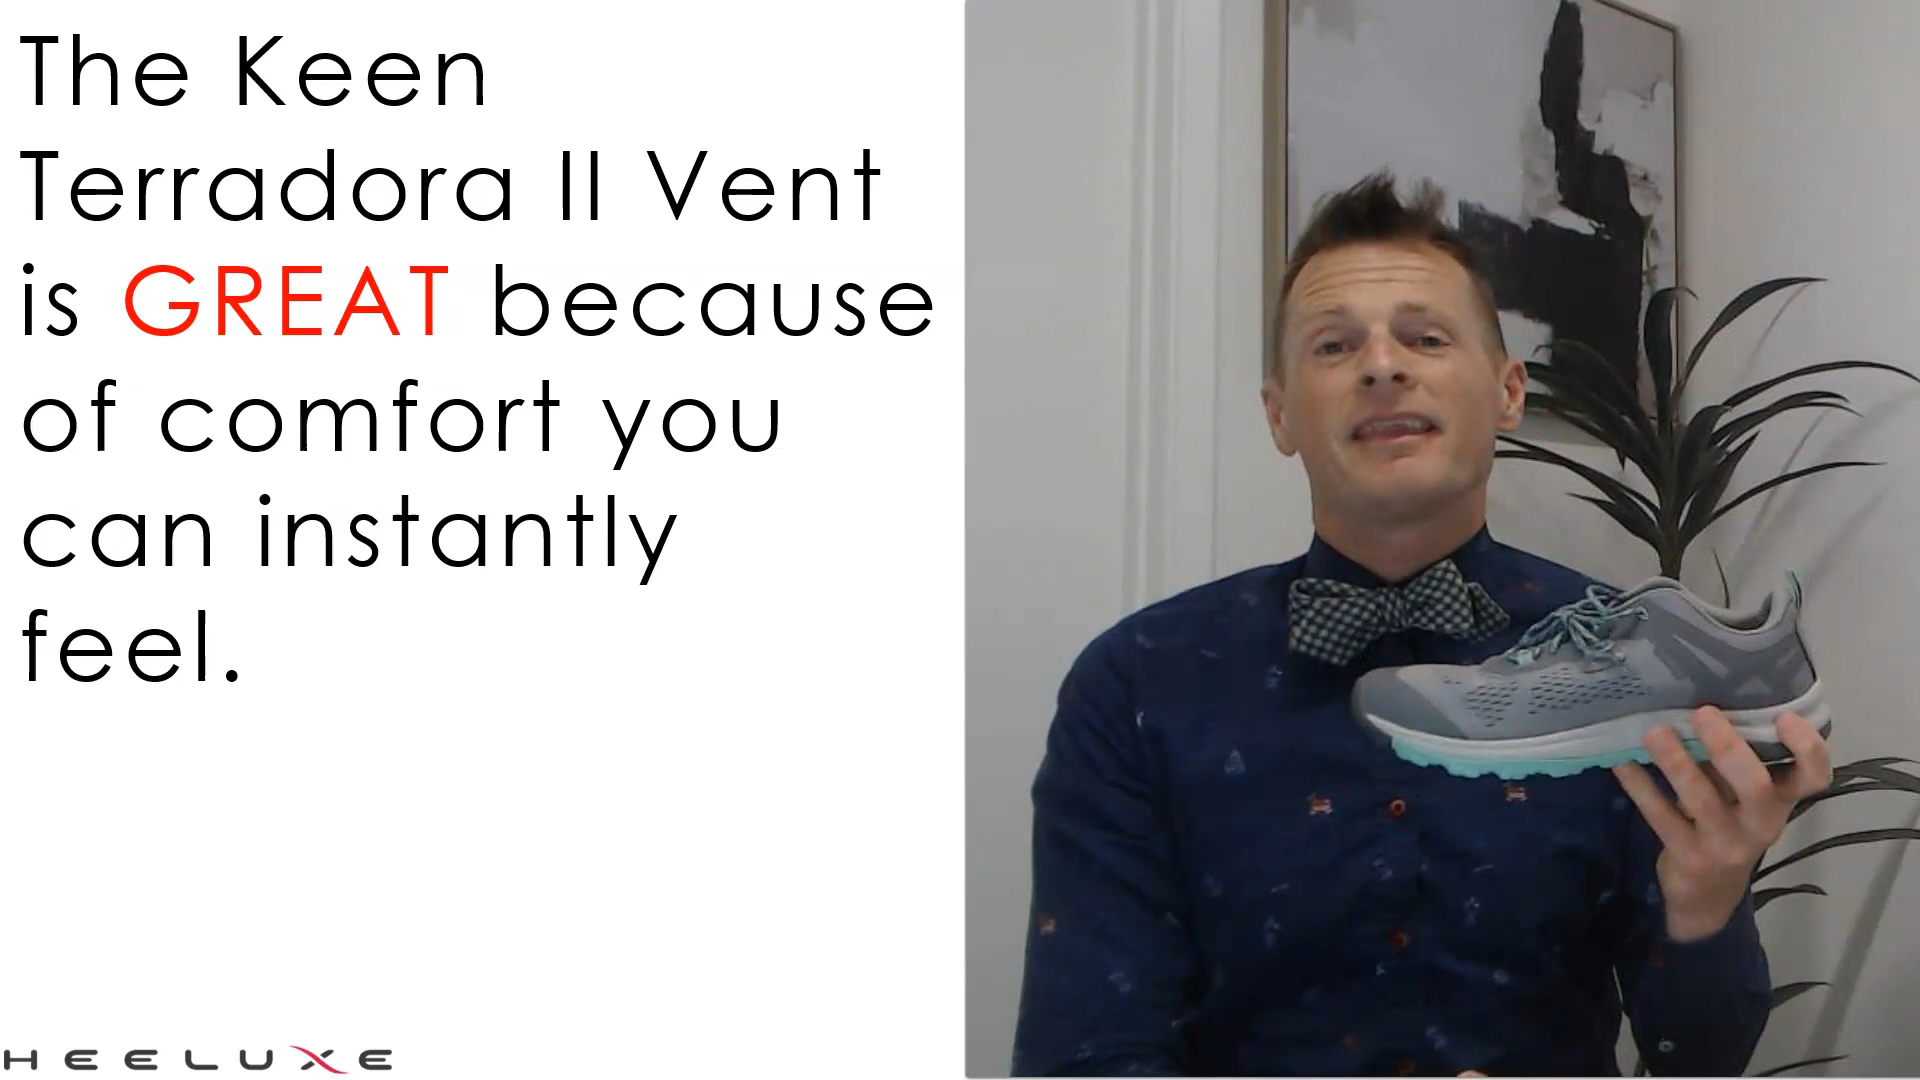 The Keen
Terradora II Vent
is GREAT because
of comfort you
can instantly
feel.
HEELUXE